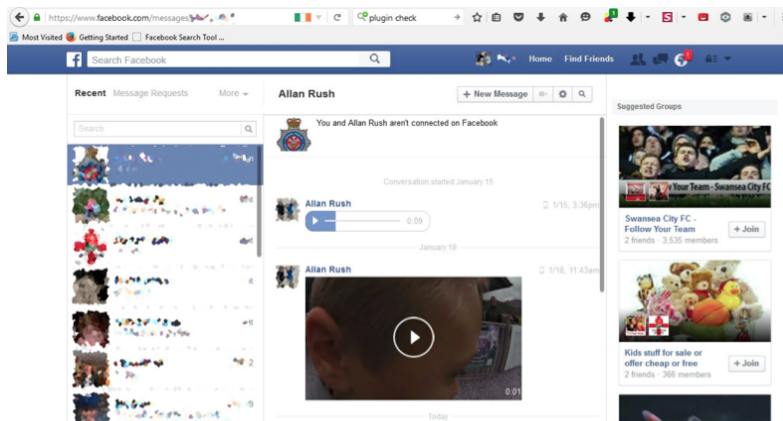 https://www.facebook.com/messages/
plugin check
Most Visited Getting Started Facebook Search Tool ...
Search Facebook
Home Find Friends
1
Recent Message Requests More
Search
Allan Rush
+ New Message
You and Allan Rush aren't connected on Facebook
Conversation started January 15
Allan Rush 1/15, 3:36pm
0:09
January 18
Allan Rush 1/18, 11:43am
0:01
Today
Suggested Groups
Your Team - Swansea City FC
Swansea City FC -
Follow Your Team
2 friends · 3,535 members
+ Join
Kids stuff for sale or
offer cheap or free
2 friends · 366 members
+ Join